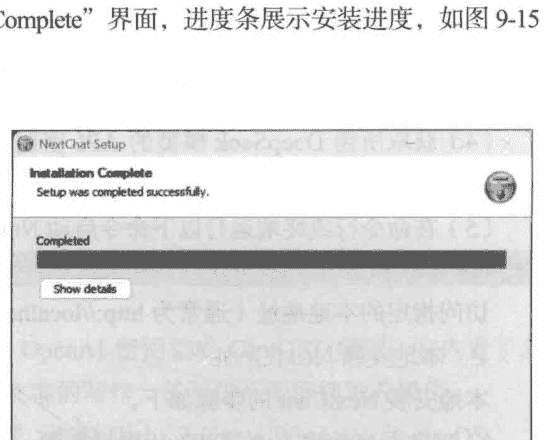 Complete”界面，进度条展示安装进度，如图 9-15
NextChat Setup
Installation Complete
Setup was completed successfully.
Completed
Show details